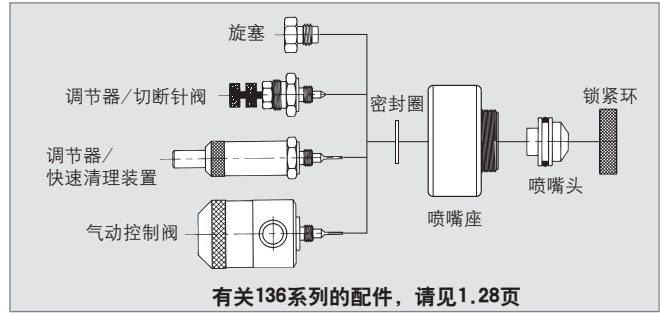 旋塞
调节器/切断针阀
调节器/
快速清理装置
气动控制阀
密封圈
喷嘴座
喷嘴头
锁紧环
有关136系列的配件，请见1.28页